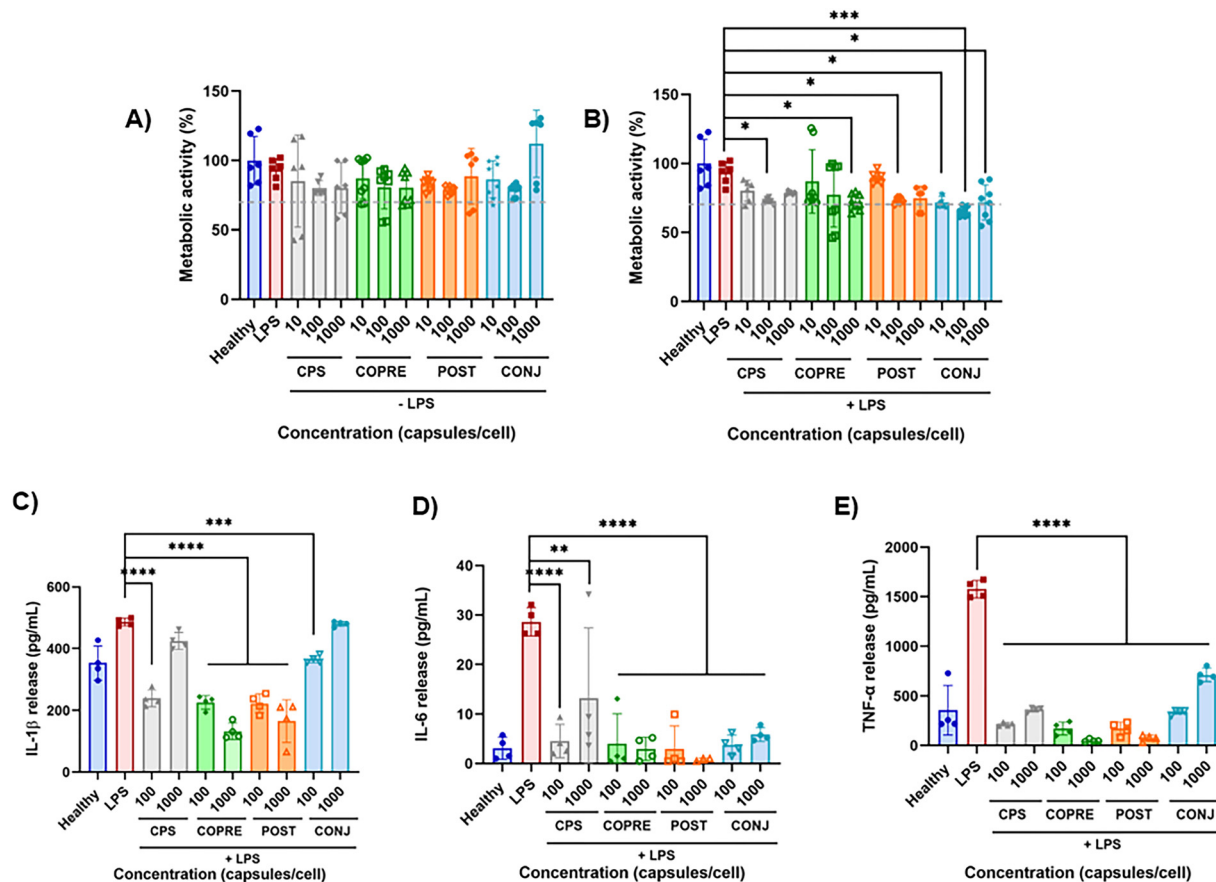 A)
Metabolic activity (%)
150
100
50
0
Healthy LPS 10 100 1000 10 100 1000 10 100 1000 10 100 1000
CPS COPRE POST CONJ
- LPS
Concentration (capsules/cell)
B)
Metabolic activity (%)
150
100
50
0
***
*
*
*
*
*
Healthy LPS 10 100 1000 10 100 1000 10 100 1000 10 100 1000
CPS COPRE POST CONJ
+ LPS
Concentration (capsules/cell)
C)
IL-1β release (pg/mL)
600
400
200
0
***
****
****
Healthy LPS 100 1000 100 1000 100 1000 100 1000
CPS COPRE POST CONJ
+ LPS
Concentration (capsules/cell)
D)
IL-6 release (pg/mL)
40
30
20
10
0
****
**
****
Healthy LPS 100 1000 100 1000 100 1000 100 1000
CPS COPRE POST CONJ
+ LPS
Concentration (capsules/cell)
E)
TNF-α release (pg/mL)
2000
1500
1000
500
0
****
Healthy LPS 100 1000 100 1000 100 1000 100 1000
CPS COPRE POST CONJ
+ LPS
Concentration (capsules/cell)